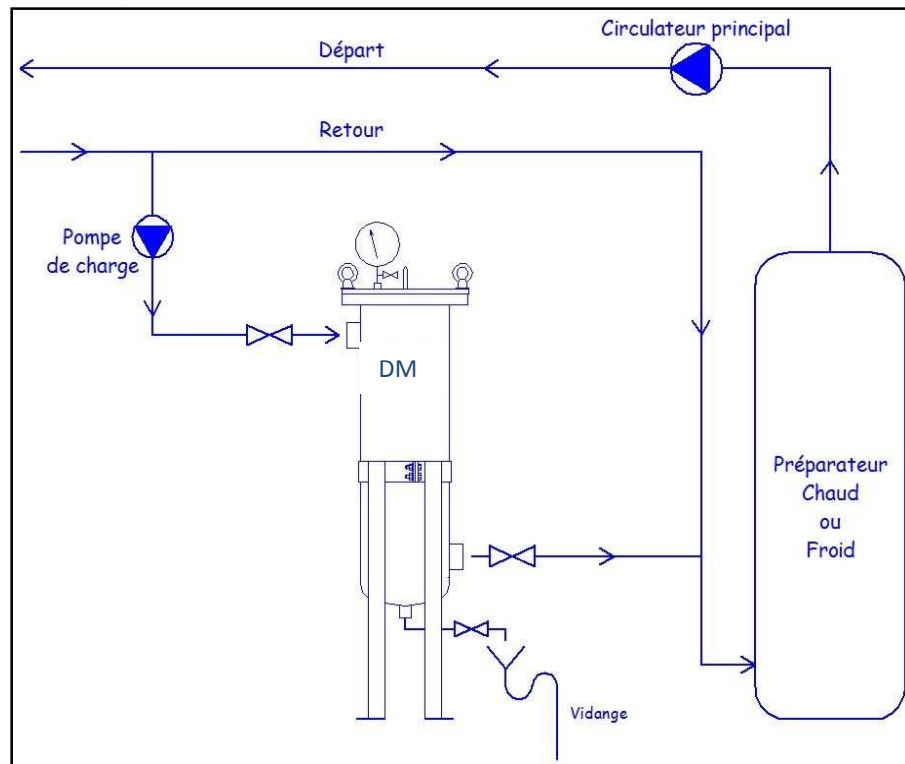 Circulateur principal
Départ
Retour
Pompe
de charge
DM
Préparateur
Chaud
ou
Froid
Vidange